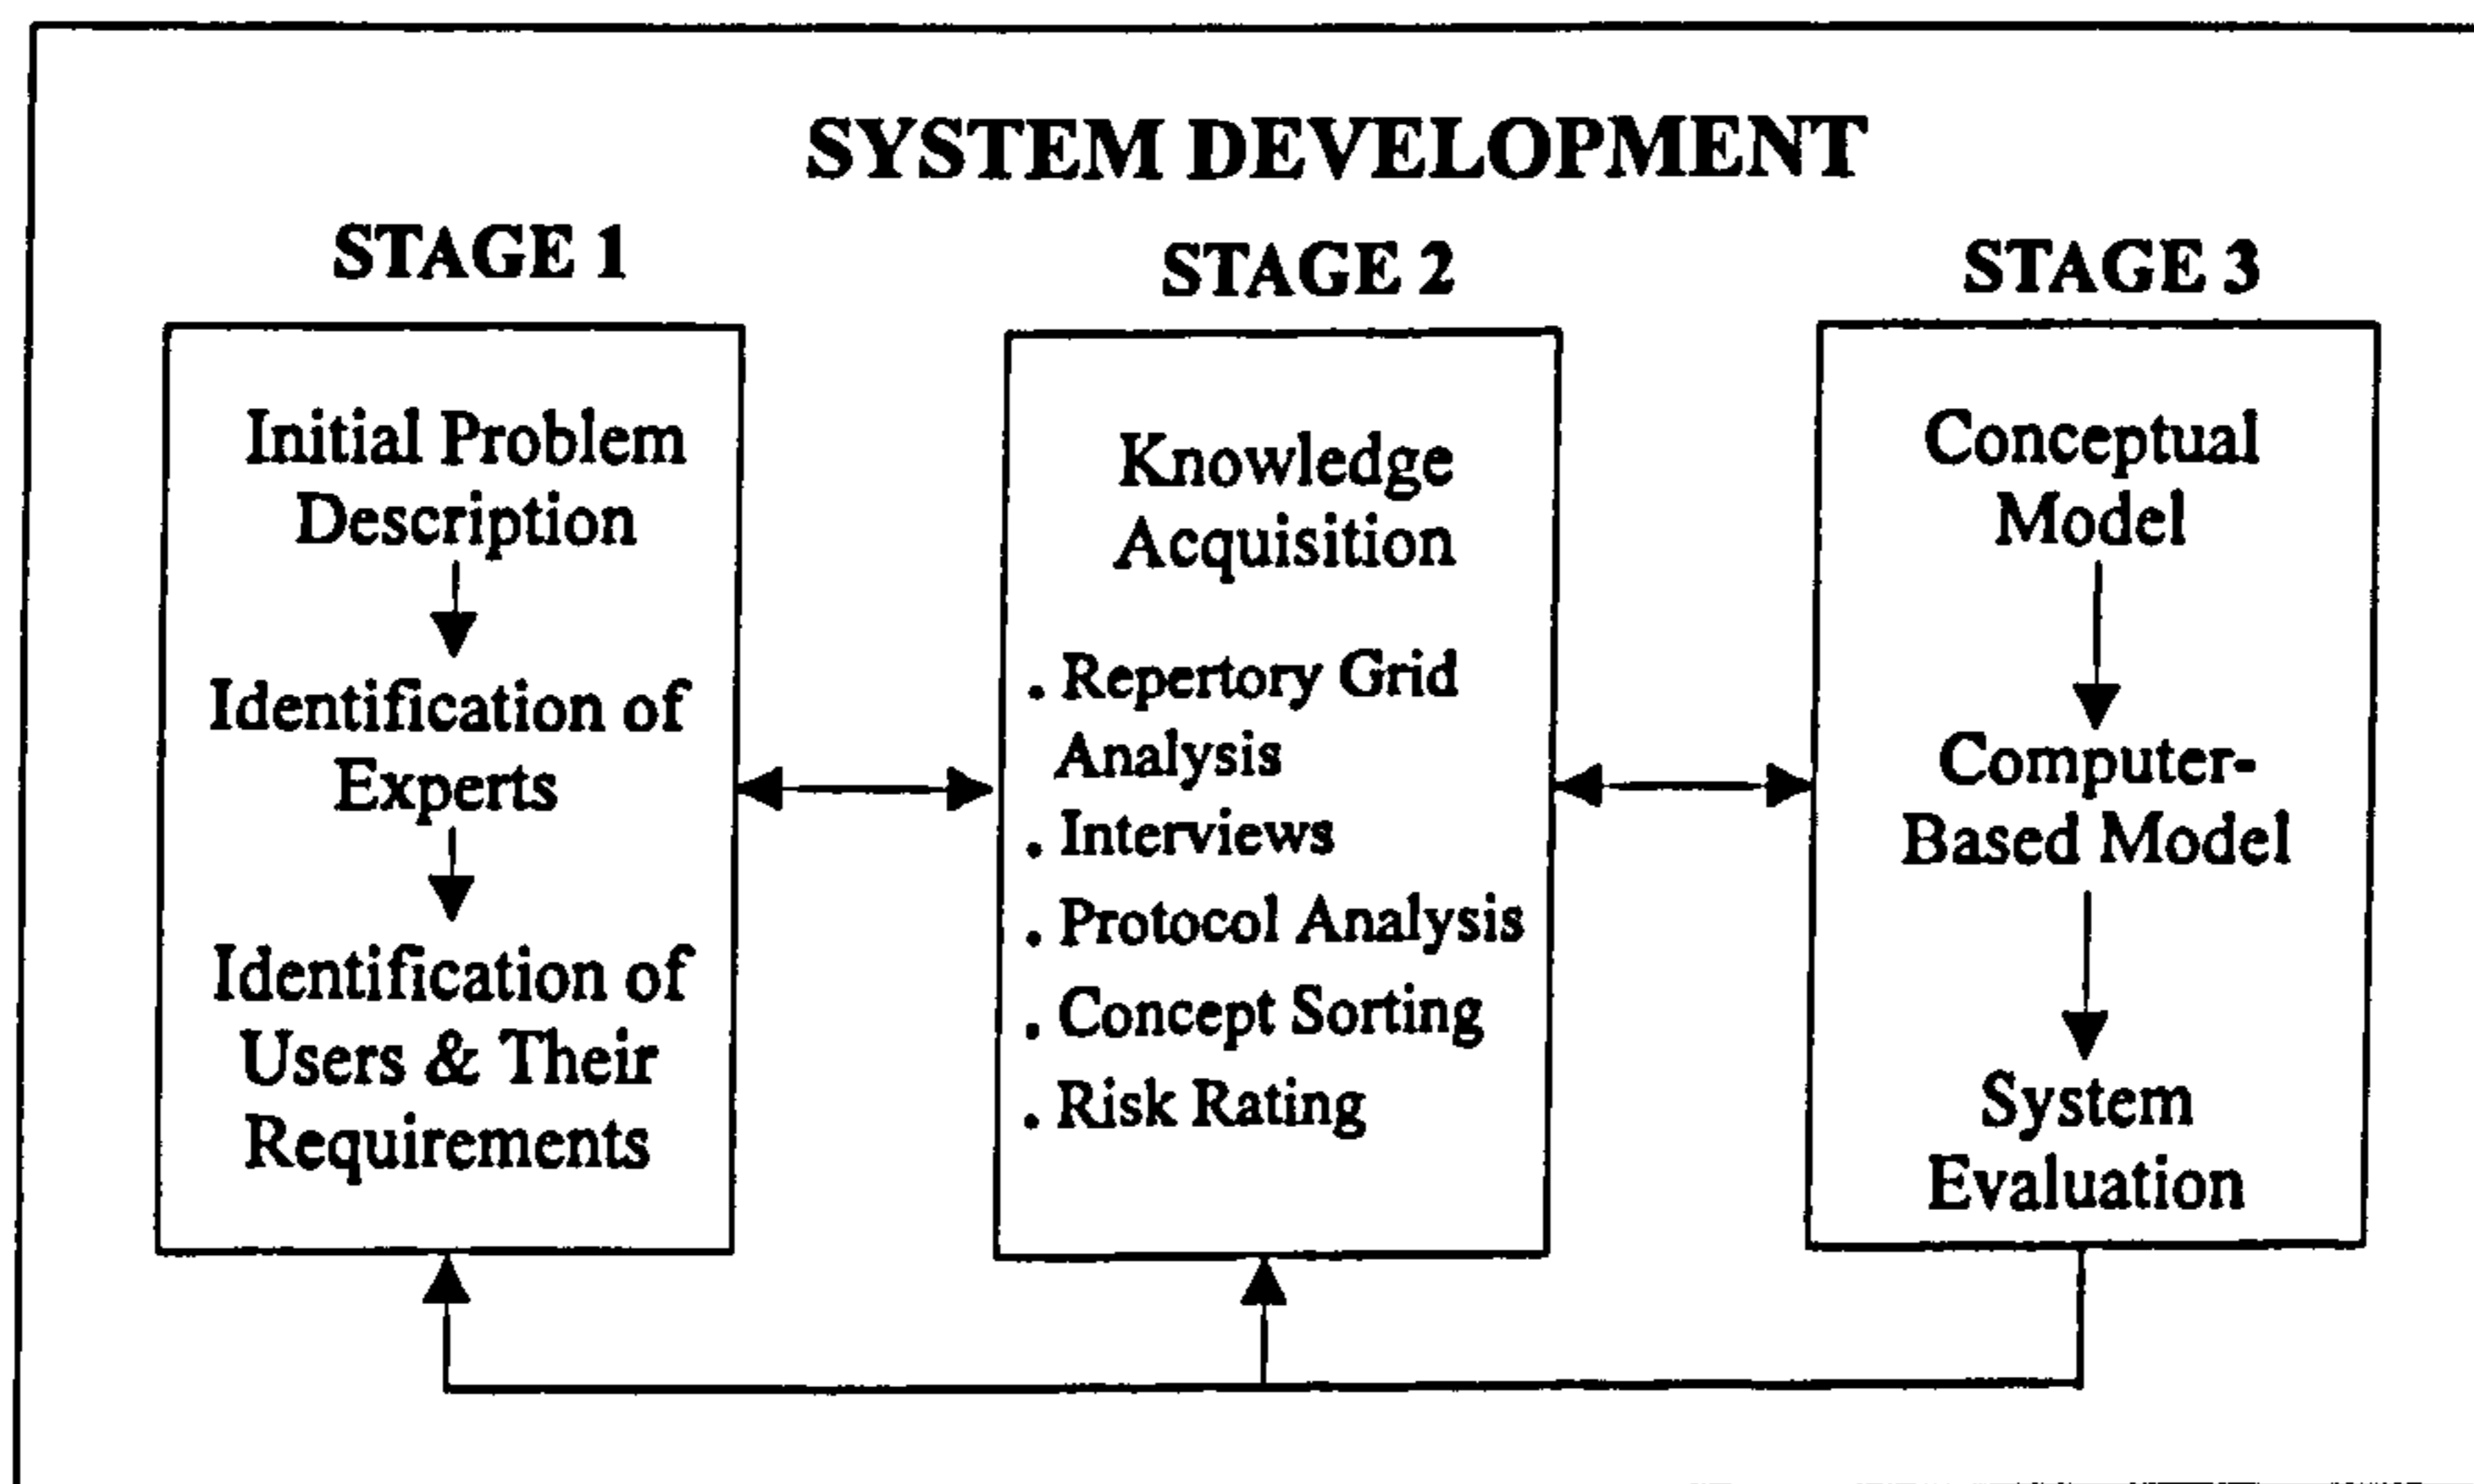 SYSTEM DEVELOPMENT
STAGE 1
Initial Problem
Description
Identification of
Experts
Identification of
Users & Their
Requirements
STAGE 2
Knowledge
Acquisition
. Repertory Grid
Analysis
. Interviews
. Protocol Analysis
. Concept Sorting
. Risk Rating
STAGE 3
Conceptual
Model
Computer-
Based Model
System
Evaluation